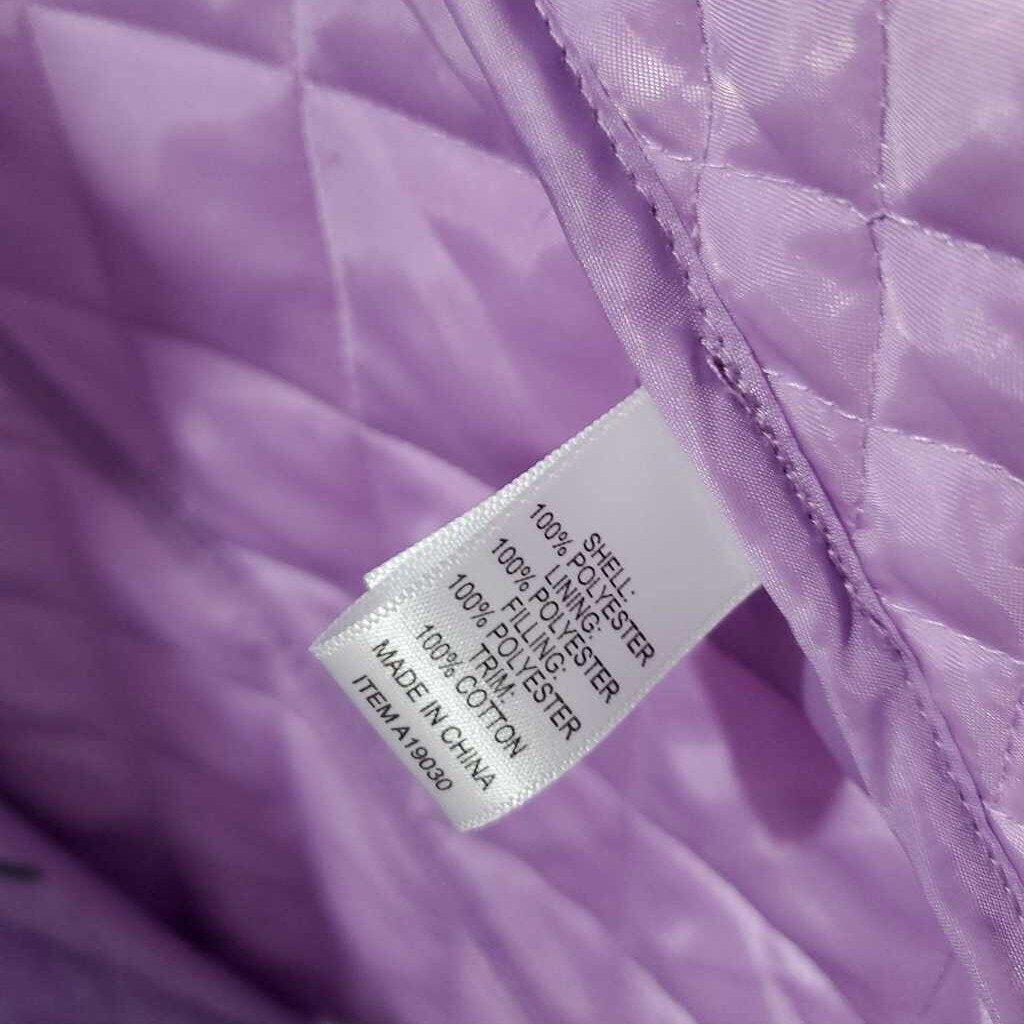 SHELL:
100% POLYESTER
LINING:
100% POLYESTER
FILLING:
100% POLYESTER
TRIM:
100% COTTON
MADE IN CHINA
ITEM A19030